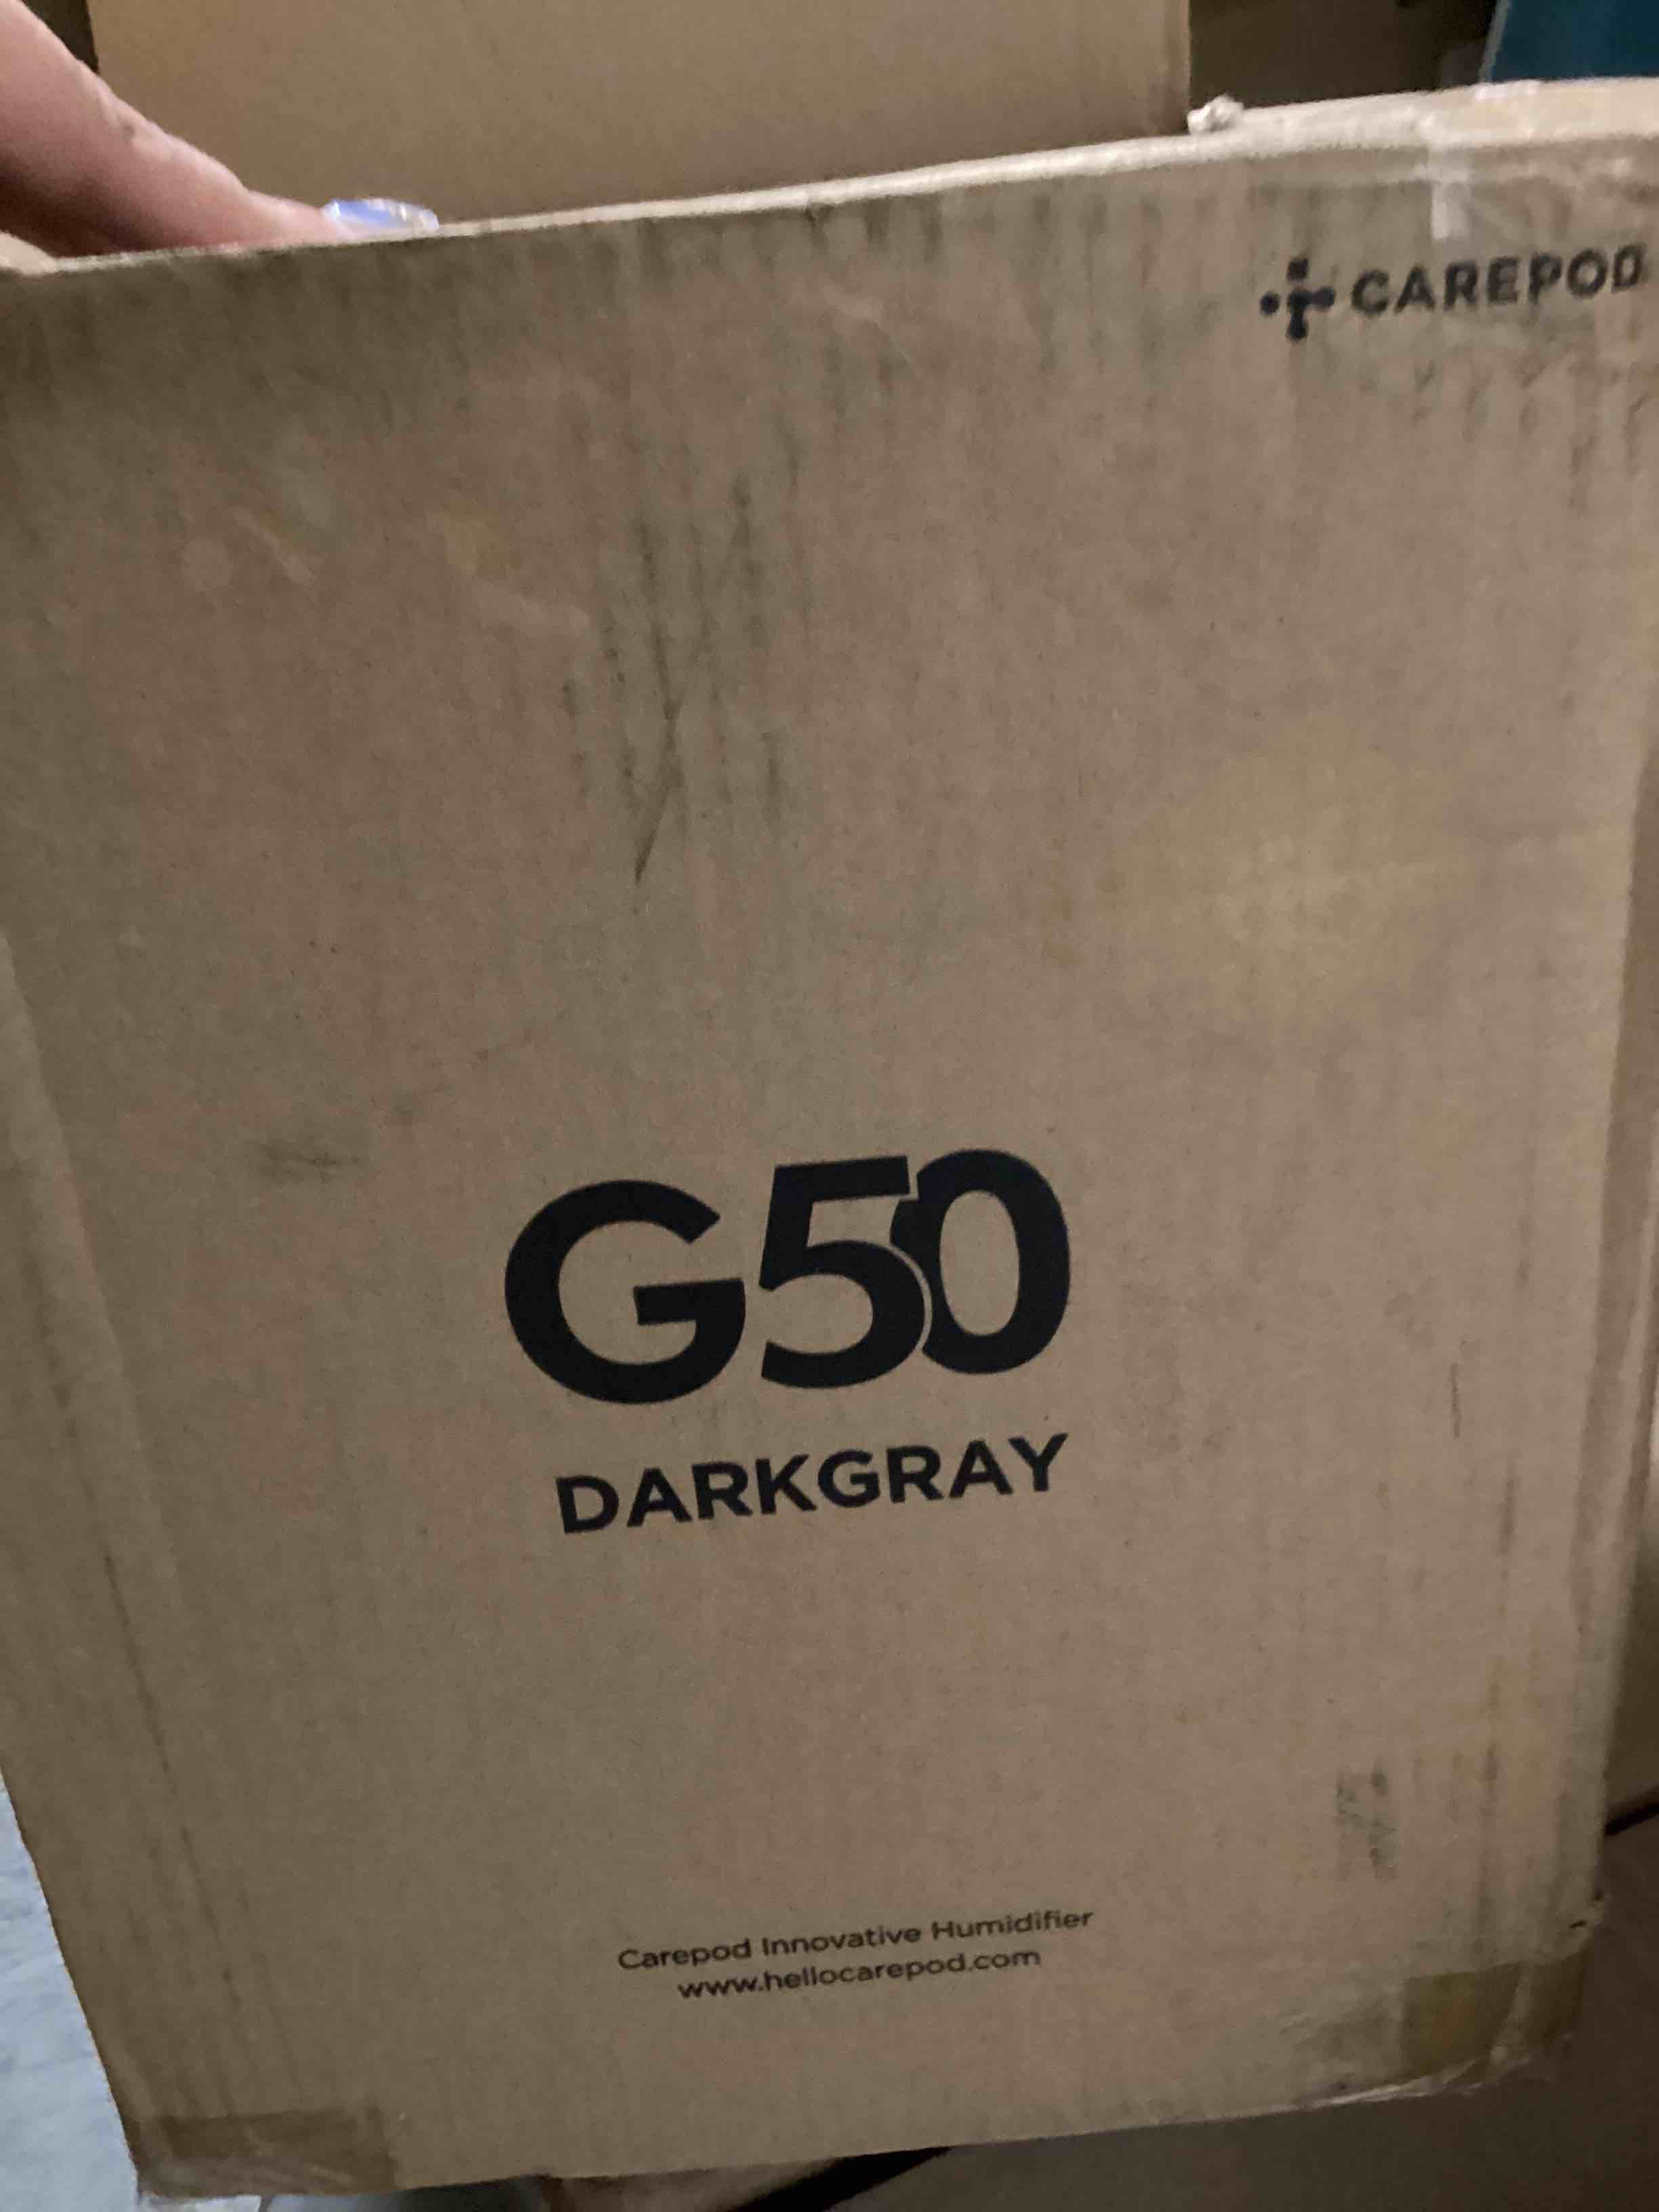 CAREPOD
G50
DARKGRAY
Carepod Innovative Humidifier
www.hellocarepod.com